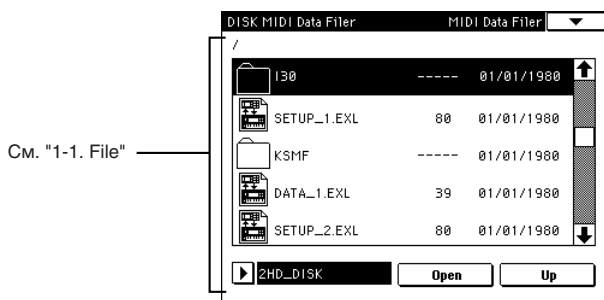 DISK MIDI Data Filer MIDI Data Filer
/
I30 ----- 01/01/1980
SETUP_1.EXL 80 01/01/1980
См. "1-1. File"
KSMF ----- 01/01/1980
DATA_1.EXL 39 01/01/1980
SETUP_2.EXL 80 01/01/1980
2HD_DISK Open Up